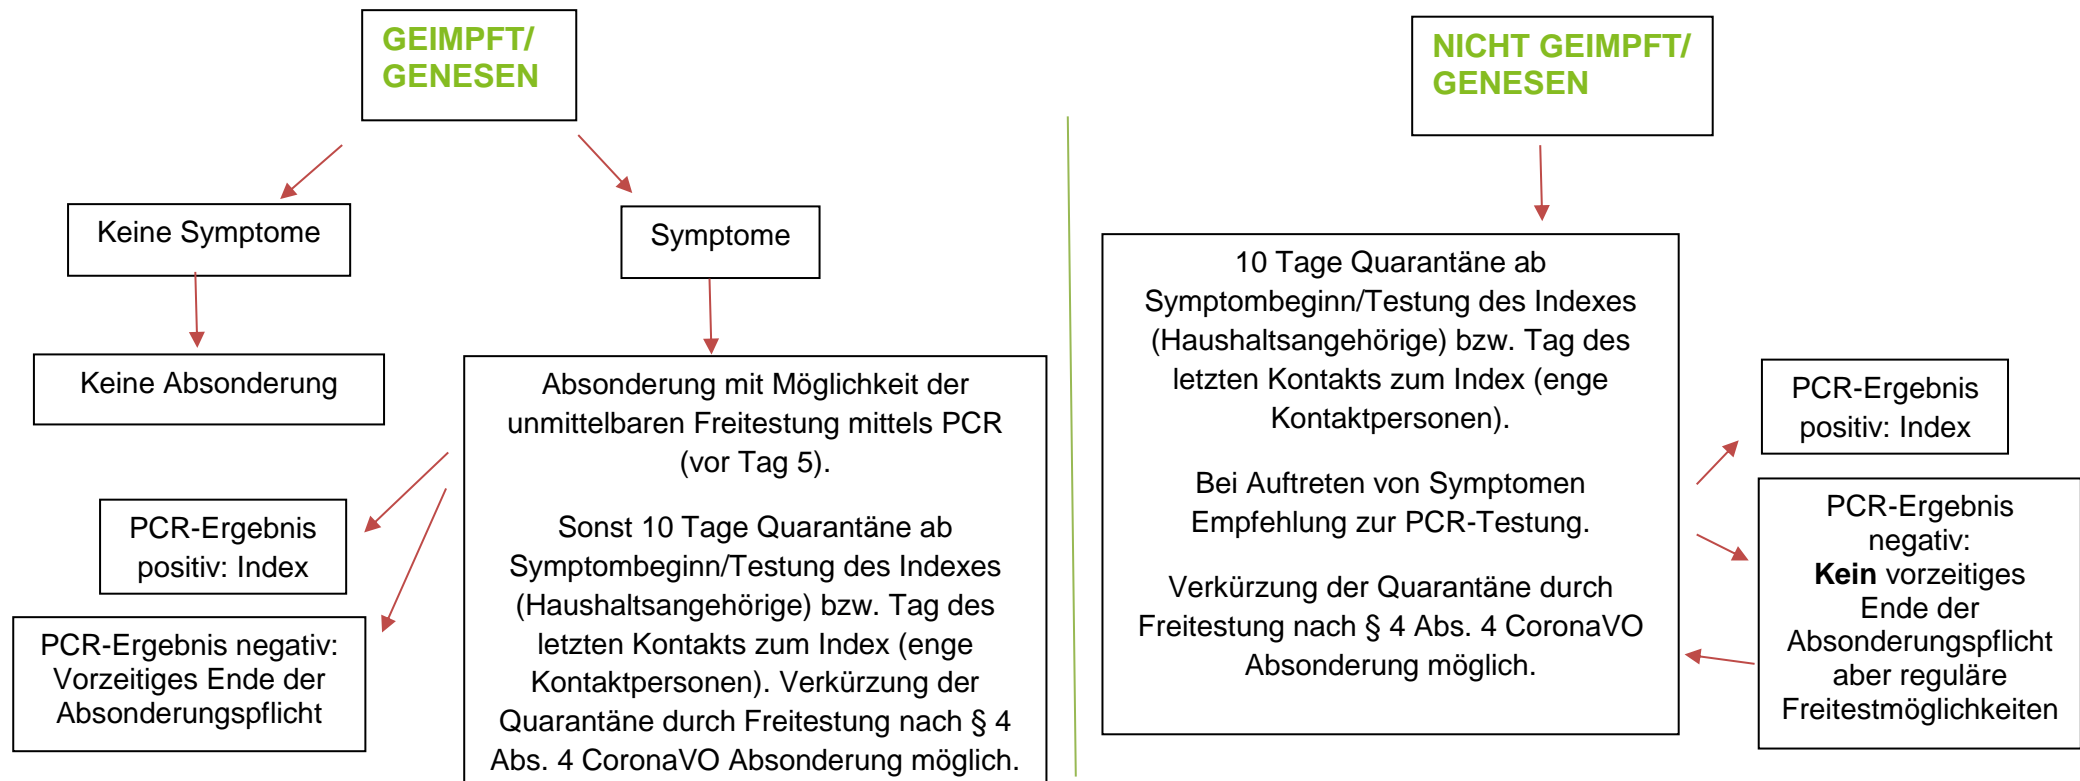 GEIMPFT/
GENESEN
Keine Symptome
Symptome
Keine Absonderung
Absonderung mit Möglichkeit der
unmittelbaren Freitestung mittels PCR
(vor Tag 5).
Sonst 10 Tage Quarantäne ab
Symptombeginn/Testung des Indexes
(Haushaltsangehörige) bzw. Tag des
letzten Kontakts zum Index (enge
Kontaktpersonen). Verkürzung der
Quarantäne durch Freitestung nach § 4
Abs. 4 CoronaVO Absonderung möglich.
PCR-Ergebnis
positiv: Index
PCR-Ergebnis negativ:
Vorzeitiges Ende der
Absonderungspflicht
NICHT GEIMPFT/
GENESEN
10 Tage Quarantäne ab
Symptombeginn/Testung des Indexes
(Haushaltsangehörige) bzw. Tag des
letzten Kontakts zum Index (enge
Kontaktpersonen).
Bei Auftreten von Symptomen
Empfehlung zur PCR-Testung.
Verkürzung der Quarantäne durch
Freitestung nach § 4 Abs. 4 CoronaVO
Absonderung möglich.
PCR-Ergebnis
positiv: Index
PCR-Ergebnis
negativ:
Kein vorzeitiges
Ende der
Absonderungspflicht
aber reguläre
Freitestmöglichkeiten